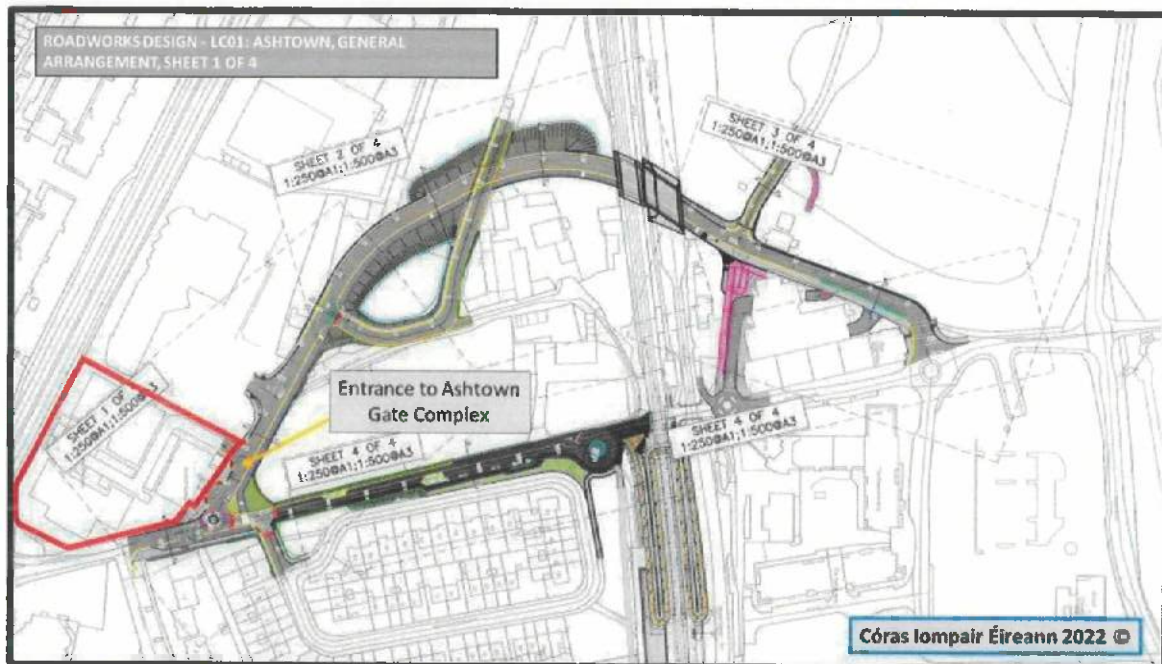 ROADWORKS DESIGN - LC01: ASHTOWN, GENERAL
ARRANGEMENT, SHEET 1 OF 4
SHEET 2 OF 4
1:250@A1;1:500@A3
SHEET 3 OF 4
1:250@A1;1:500@A3
SHEET 1 OF
1:250@A1;1:500@A3
Entrance to Ashtown
Gate Complex
SHEET 4 OF 4
1:250@A1;1:500@A3
SHEET 4 OF 4
1:250@A1;1:500@A3
Córas Iompair Éireann 2022 ©